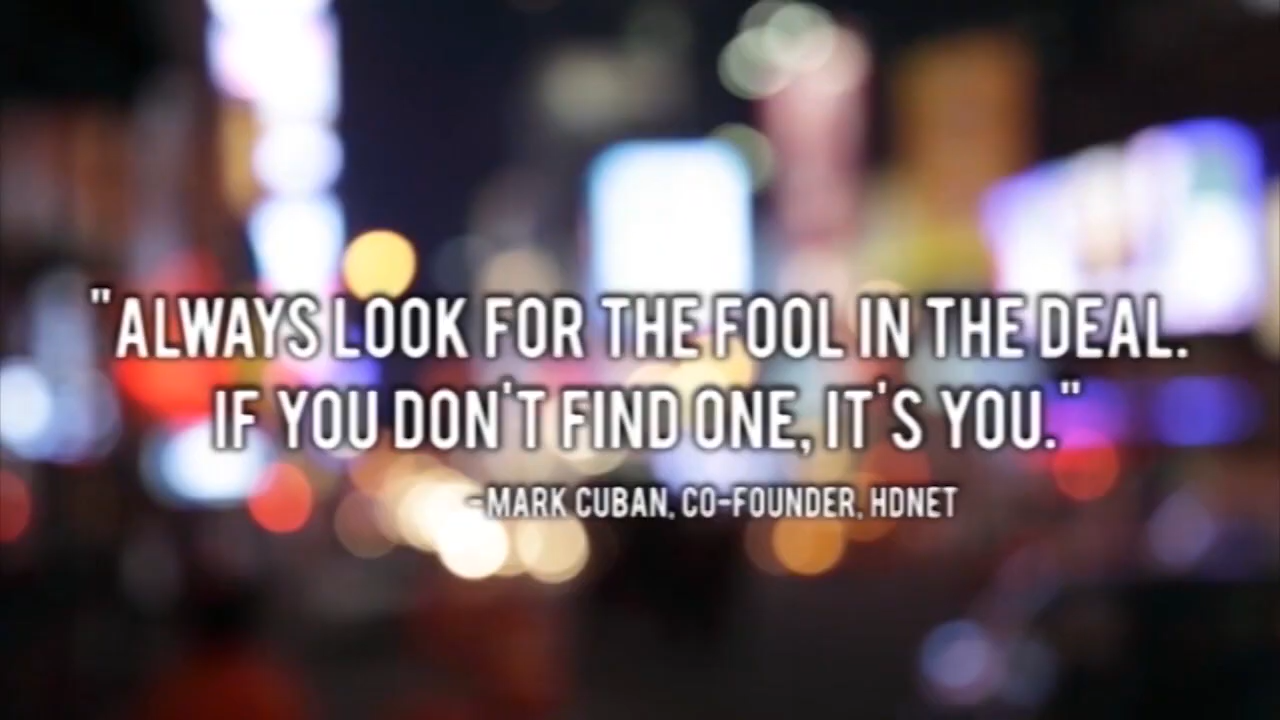 "ALWAYS LOOK FOR THE FOOL IN THE DEAL.
IF YOU DON'T FIND ONE, IT'S YOU."
-MARK CUBAN, CO-FOUNDER, HDNET